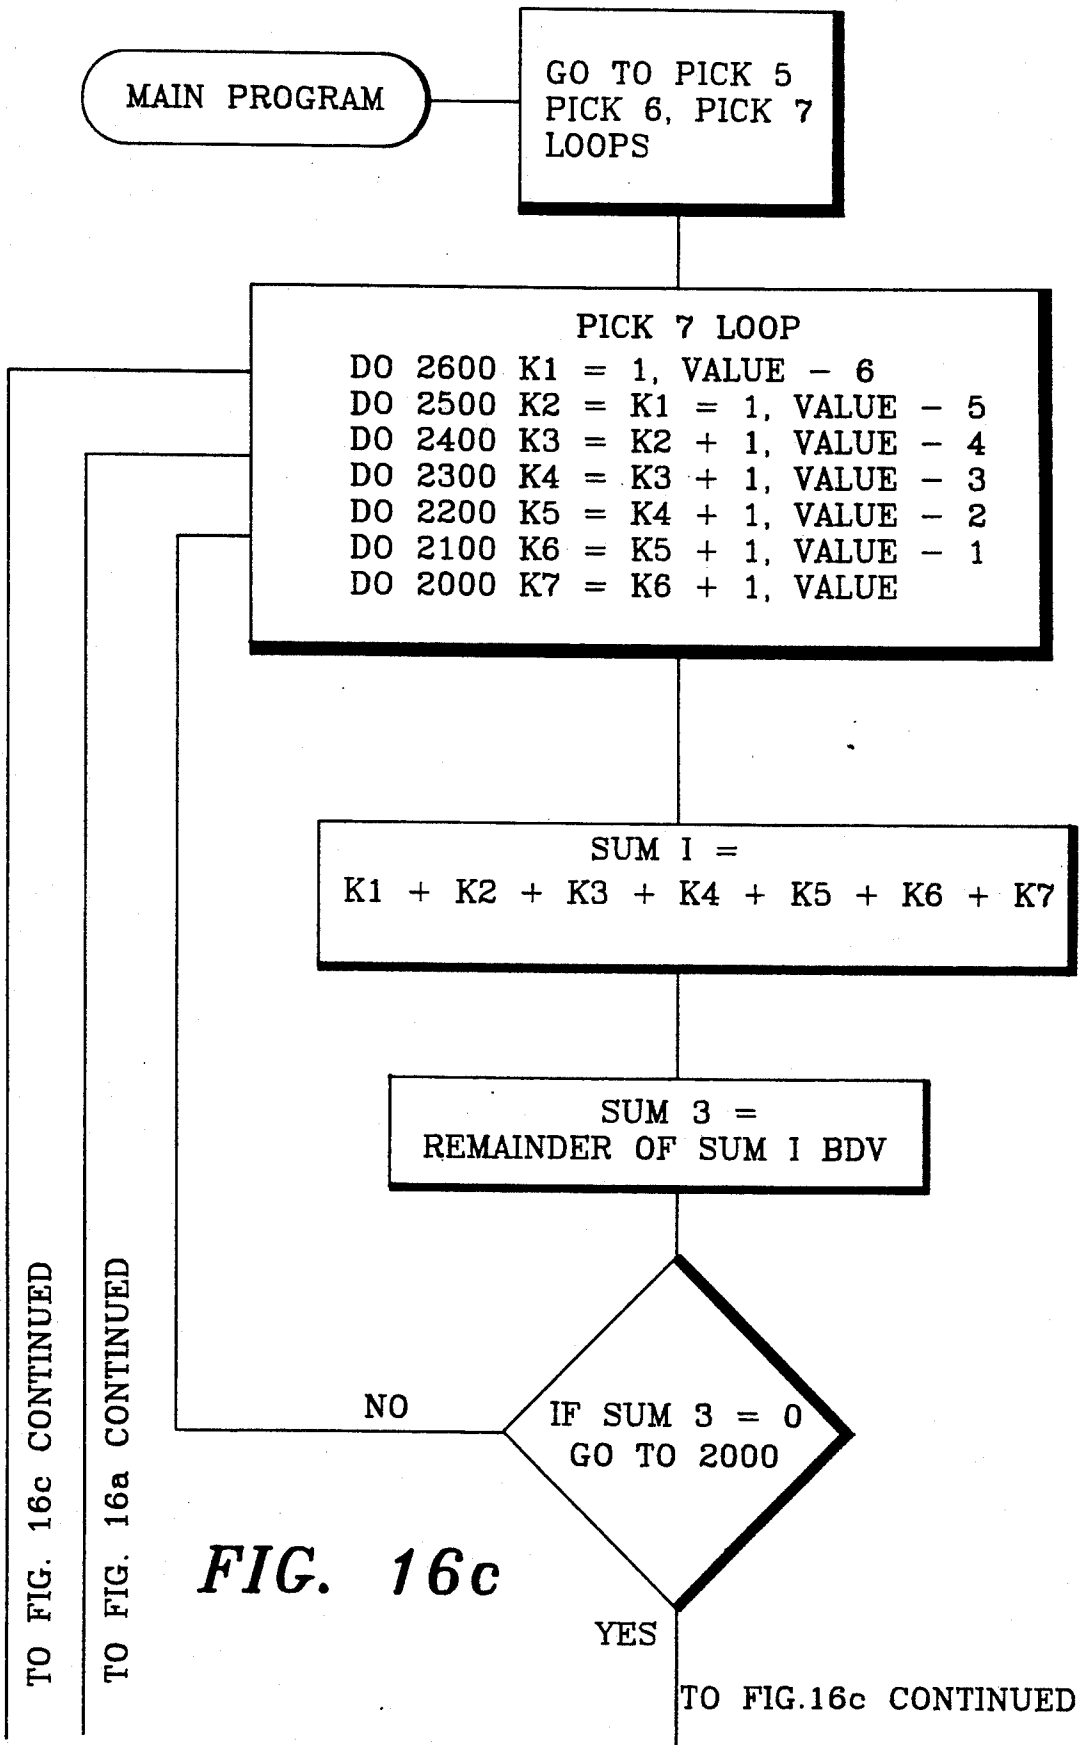 MAIN PROGRAM
GO TO PICK 5
PICK 6, PICK 7
LOOPS
PICK 7 LOOP
DO 2600 K1 = 1, VALUE - 6
DO 2500 K2 = K1 = 1, VALUE - 5
DO 2400 K3 = K2 + 1, VALUE - 4
DO 2300 K4 = K3 + 1, VALUE - 3
DO 2200 K5 = K4 + 1, VALUE - 2
DO 2100 K6 = K5 + 1, VALUE - 1
DO 2000 K7 = K6 + 1, VALUE
SUM I =
K1 + K2 + K3 + K4 + K5 + K6 + K7
SUM 3 =
REMAINDER OF SUM I BDV
IF SUM 3 = 0
GO TO 2000
NO
YES
TO FIG. 16c CONTINUED
TO FIG. 16a CONTINUED
FIG. 16c
TO FIG.16c CONTINUED